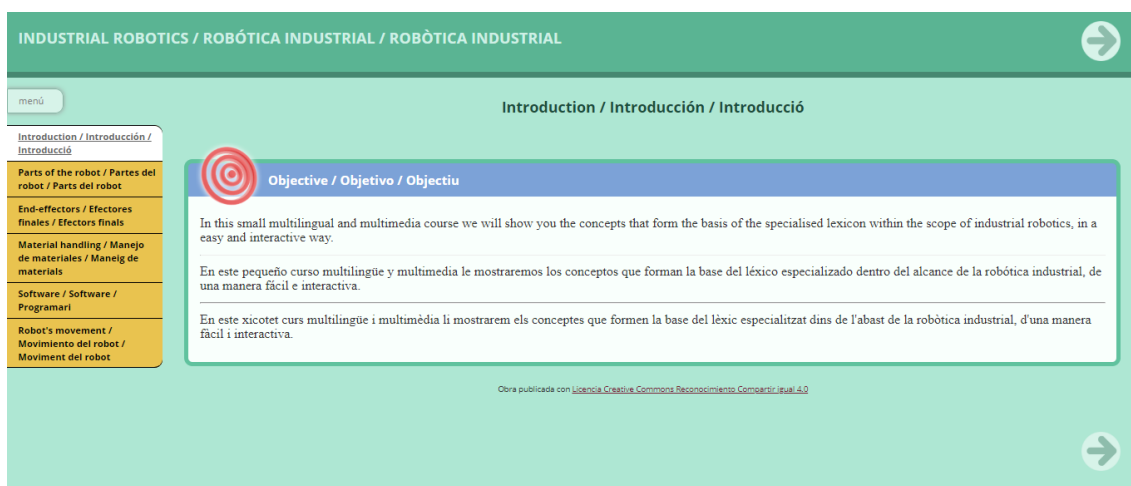 INDUSTRIAL ROBOTICS / ROBÓTICA INDUSTRIAL / ROBÒTICA INDUSTRIAL
menú
Introduction / Introducción /
Introducció
Parts of the robot / Partes del
robot / Parts del robot
End-effectors / Efectores
finales / Efectors finals
Material handling / Manejo
de materiales / Maneig de
materials
Software / Software /
Programari
Robot's movement /
Movimiento del robot /
Moviment del robot
Introduction / Introducción / Introducció
Objective / Objetivo / Objectiu
In this small multilingual and multimedia course we will show you the concepts that form the basis of the specialised lexicon within the scope of industrial robotics, in a
easy and interactive way.
En este pequeño curso multilingüe y multimedia le mostraremos los conceptos que forman la base del léxico especializado dentro del alcance de la robótica industrial, de
una manera fácil e interactiva.
En este xicotet curs multilingüe i multimèdia li mostrarem els conceptes que formen la base del lèxic especialitzat dins de l'abast de la robòtica industrial, d'una manera
fàcil i interactiva.
Obra publicada con Licencia Creative Commons Reconocimiento Compartir igual 4.0